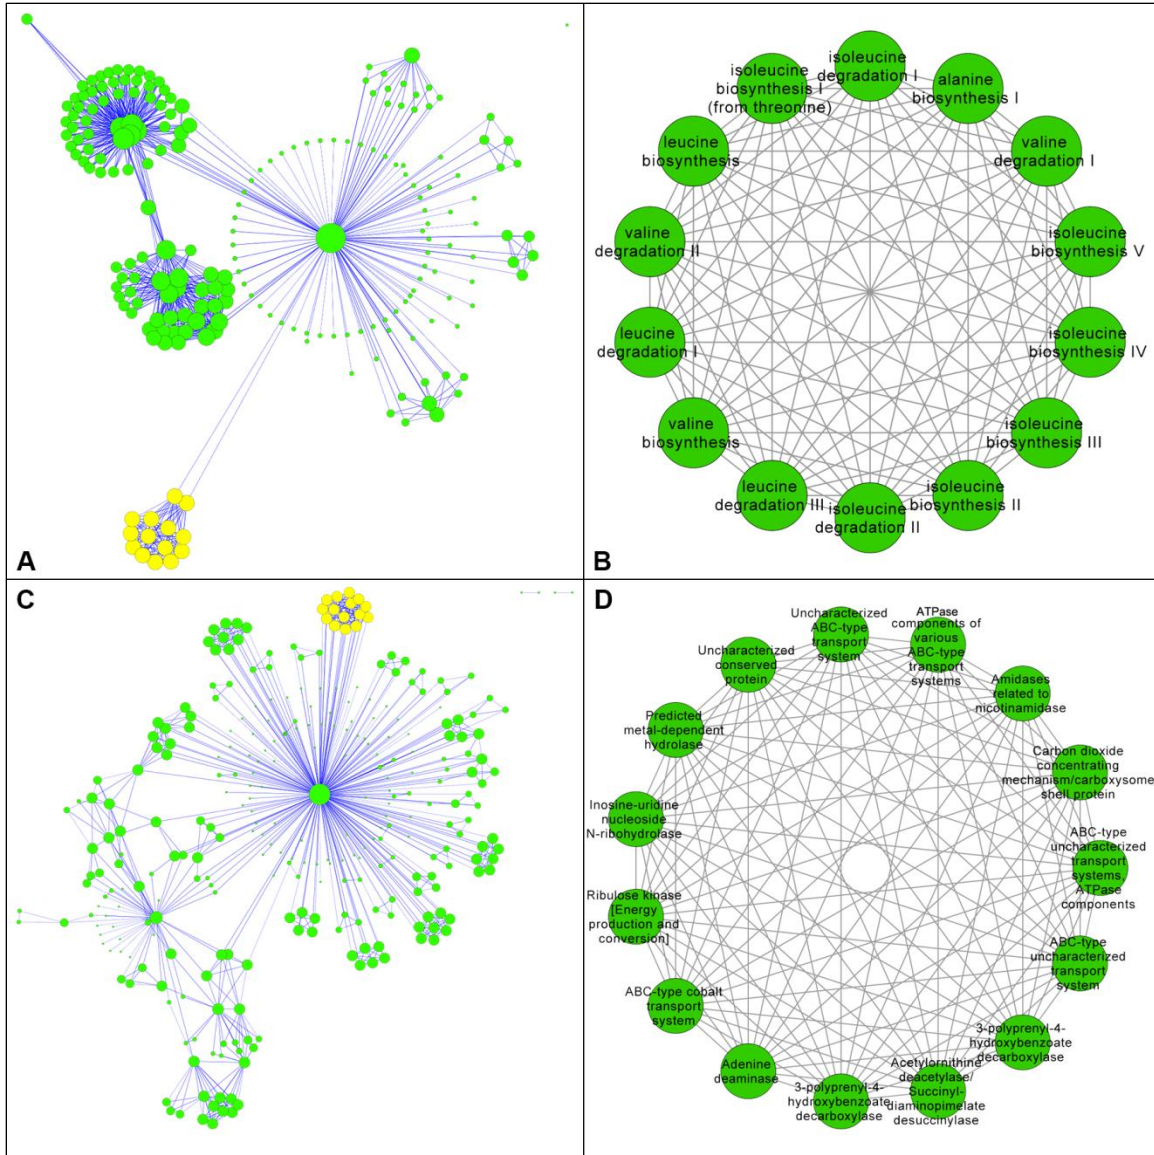 A
isoleucine
degradation I
isoleucine
biosynthesis I
(from threonine)
alanine
biosynthesis I
leucine
biosynthesis
valine
degradation I
valine
degradation II
isoleucine
biosynthesis V
leucine
degradation I
isoleucine
biosynthesis IV
valine
biosynthesis
isoleucine
biosynthesis III
leucine
degradation III
isoleucine
degradation II
isoleucine
biosynthesis II
B
C
Uncharacterized
ABC-type
transport
system
ATPase
components of
various
ABC-type
transport
systems
Uncharacterized
conserved
protein
Amidases
related to
nicotinamidase
Predicted
metal-dependent
hydrolase
Carbon dioxide
concentrating
mechanism/carboxysome
shell protein
Inosine-uridine
nucleoside
N-ribohydrolase
ABC-type
uncharacterized
transport
systems,
ATPase
components
Ribulose kinase
[Energy
production and
conversion]
ABC-type
uncharacterized
transport
system
ABC-type cobalt
transport
system
3-polyprenyl-4-
hydroxybenzoate
decarboxylase
Adenine
deaminase
3-polyprenyl-4-
hydroxybenzoate
decarboxylase
Acetylornithine
deacetylase/
Succinyl-
diaminopimelate
desuccinylase
D